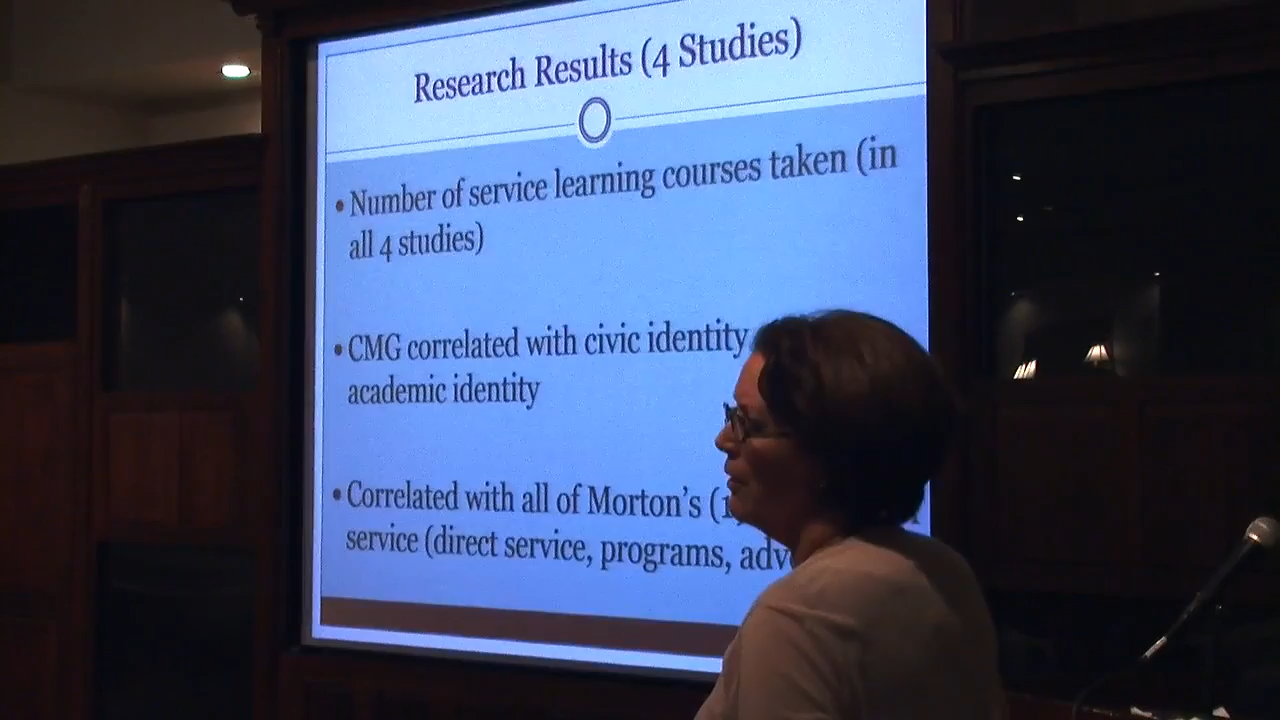 Research Results (4 Studies)
• Number of service learning courses taken (in
all 4 studies)
• CMG correlated with civic identity
academic identity
• Correlated with all of Morton's
service (direct service, programs,